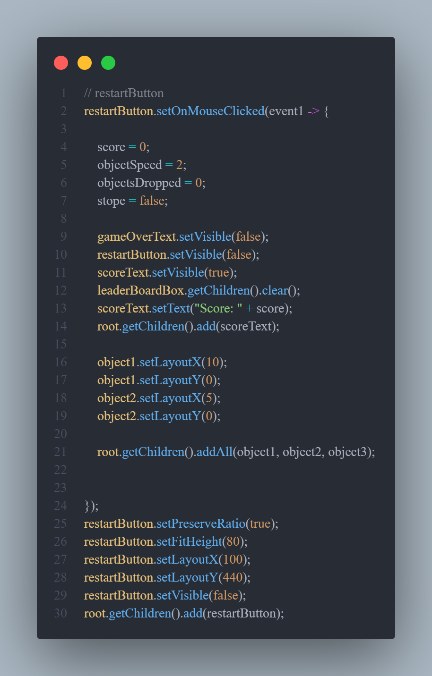 1 // restartButton
2 restartButton.setOnMouseClicked(event1 -> {
3
4 score = 0;
5 objectSpeed = 2;
6 objectsDropped = 0;
7 stope = false;
8
9 gameOverText.setVisible(false);
10 restartButton.setVisible(false);
11 scoreText.setVisible(true);
12 leaderBoardBox.getChildren().clear();
13 scoreText.setText("Score: " + score);
14 root.getChildren().add(scoreText);
15
16 object1.setLayoutX(10);
17 object1.setLayoutY(0);
18 object2.setLayoutX(5);
19 object2.setLayoutY(0);
20
21 root.getChildren().addAll(object1, object2, object3);
22
23
24 });
25 restartButton.setPreserveRatio(true);
26 restartButton.setFitHeight(80);
27 restartButton.setLayoutX(100);
28 restartButton.setLayoutY(440);
29 restartButton.setVisible(false);
30 root.getChildren().add(restartButton);